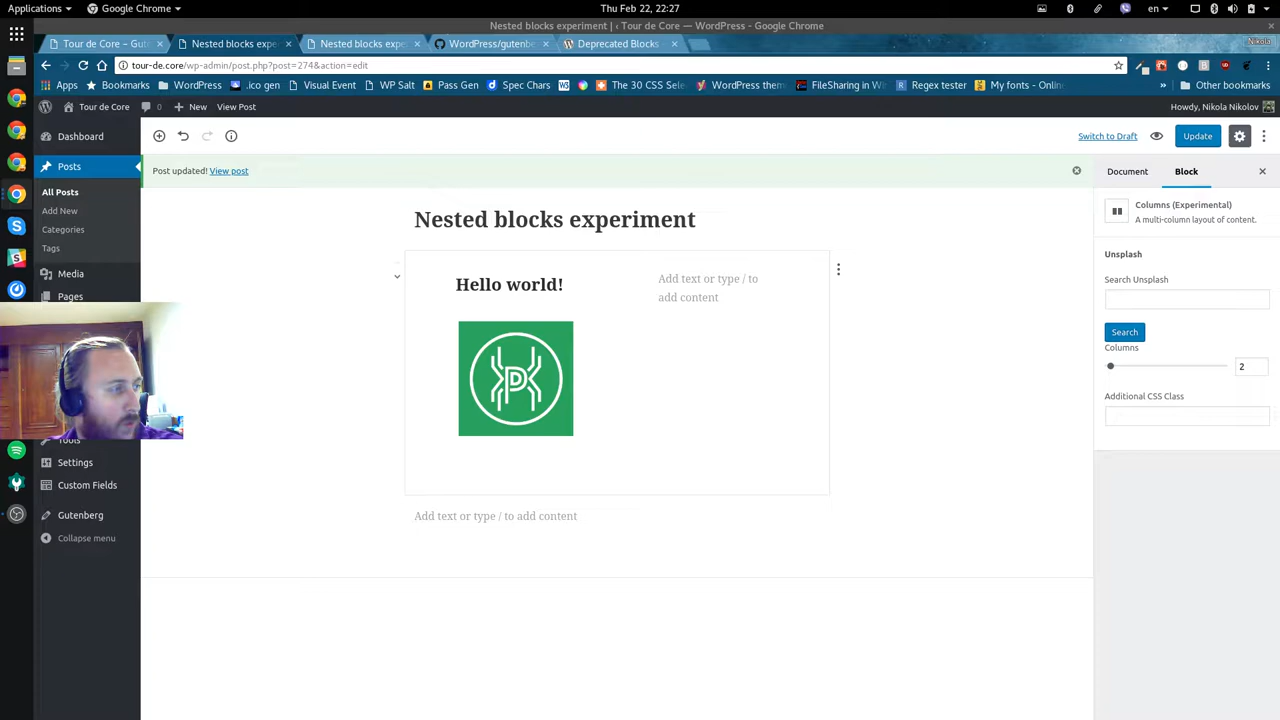 Applications
Google Chrome
Thu Feb 22, 22:27
en
Nested blocks experiment | ‹ Tour de Core — WordPress - Google Chrome
Tour de Core – Gut
Nested blocks expe
Nested blocks expe
WordPress/gutenbe
Deprecated Blocks
Nikola
tour-de.core/wp-admin/post.php?post=274&action=edit
Apps
Bookmarks
WordPress
.ico gen
Visual Event
WP Salt
Pass Gen
Spec Chars
The 30 CSS Sele
WordPress them
FileSharing in WP
Regex tester
My fonts - Online
Other bookmarks
Tour de Core
0
New
View Post
Howdy, Nikola Nikolov
Dashboard
Posts
All Posts
Add New
Categories
Tags
Media
Pages
Tools
Settings
Custom Fields
Gutenberg
Collapse menu
Switch to Draft
Update
Post updated! View post
Nested blocks experiment
Hello world!
Add text or type / to
add content
Add text or type / to add content
Document
Block
Columns (Experimental)
A multi-column layout of content.
Unsplash
Search Unsplash
Search
Columns
2
Additional CSS Class